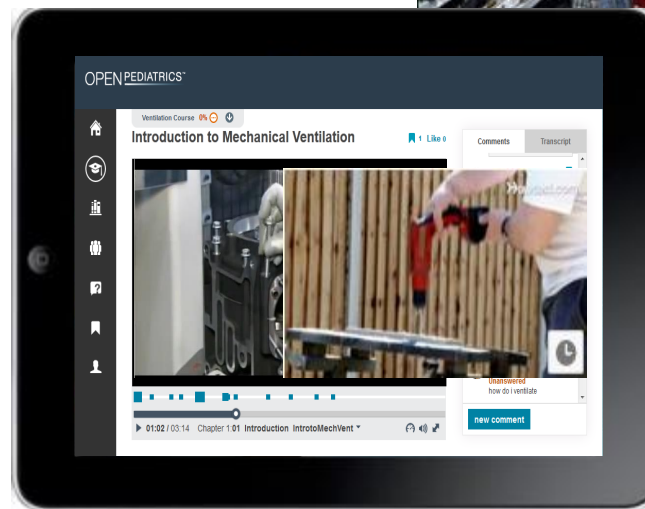 OPENPEDIATRICS™
Ventilation Course 0%
Introduction to Mechanical Ventilation
1 Like 0
Comments
Transcript
Unanswered
how do i ventilate
new comment
01:02 / 03:14 Chapter 1:01 Introduction IntrotoMechVent